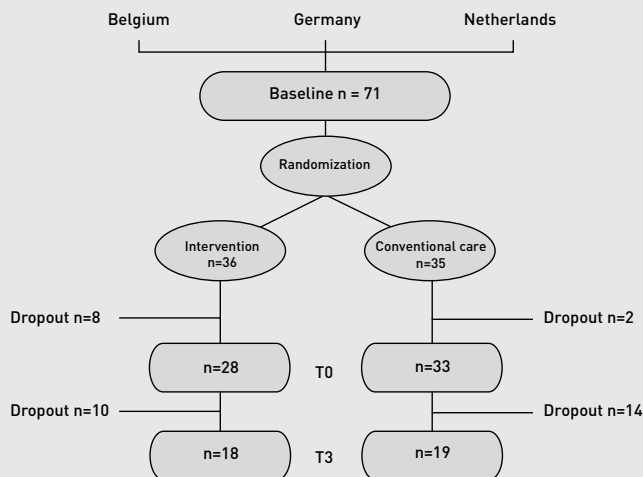 Belgium
Germany
Netherlands
Baseline n = 71
Randomization
Intervention
n=36
Conventional care
n=35
Dropout n=8
Dropout n=2
n=28
T0
n=33
Dropout n=10
Dropout n=14
n=18
T3
n=19